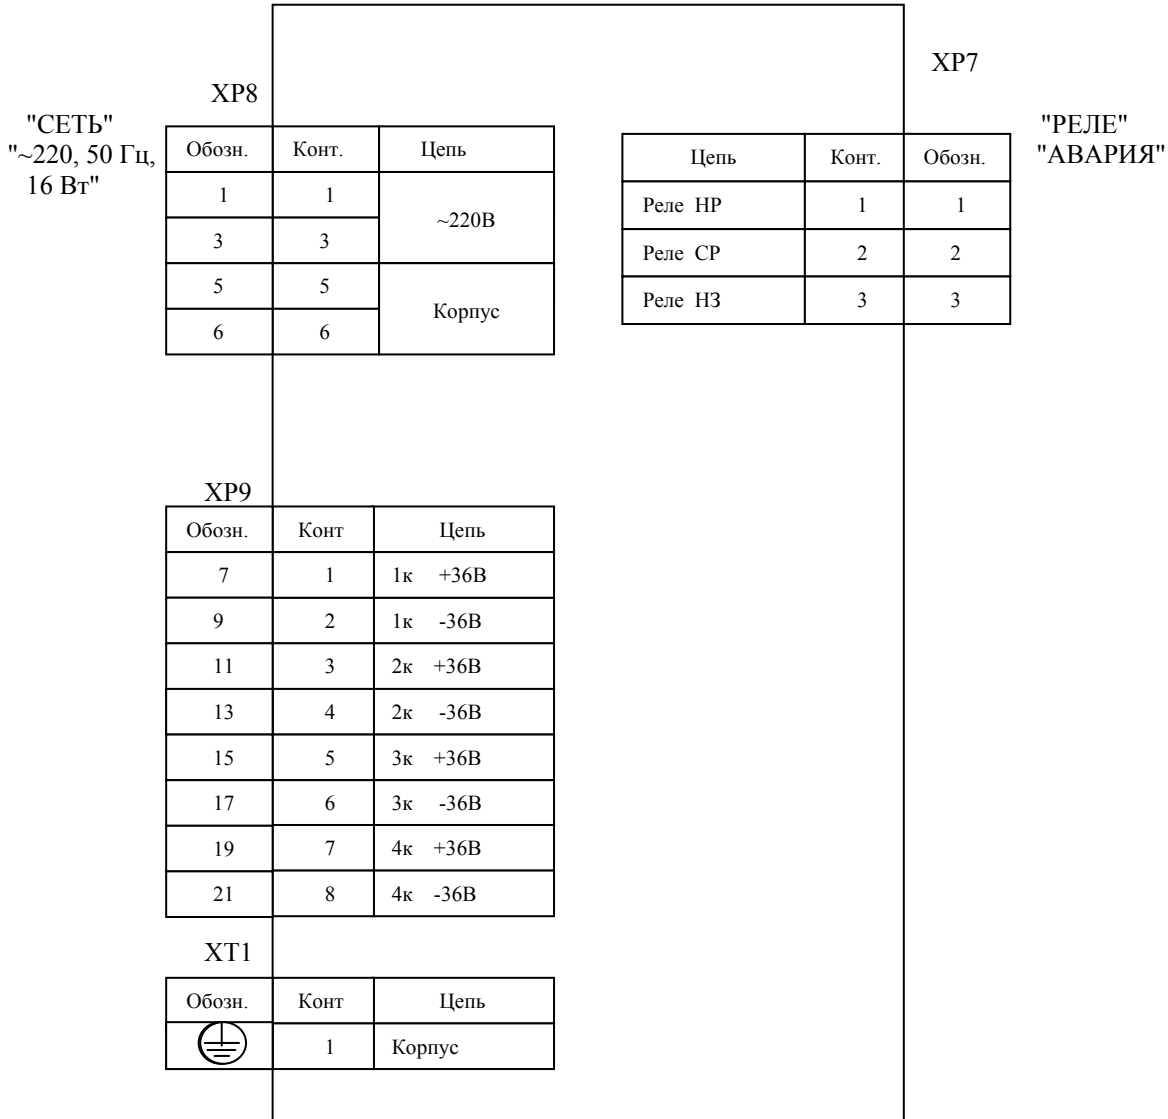 XP8
"СЕТЬ"
"~220, 50 Гц,
16 Вт"
Обозн. Конт. Цепь
1 1 ~220В
3 3
5 5 Корпус
6 6
XP7
"РЕЛЕ"
"АВАРИЯ"
Цепь Конт. Обозн.
Реле НР 1 1
Реле СР 2 2
Реле НЗ 3 3
XP9
Обозн. Конт Цепь
7 1 1к +36В
9 2 1к -36В
11 3 2к +36В
13 4 2к -36В
15 5 3к +36В
17 6 3к -36В
19 7 4к +36В
21 8 4к -36В
XT1
Обозн. Конт Цепь
1 Корпус